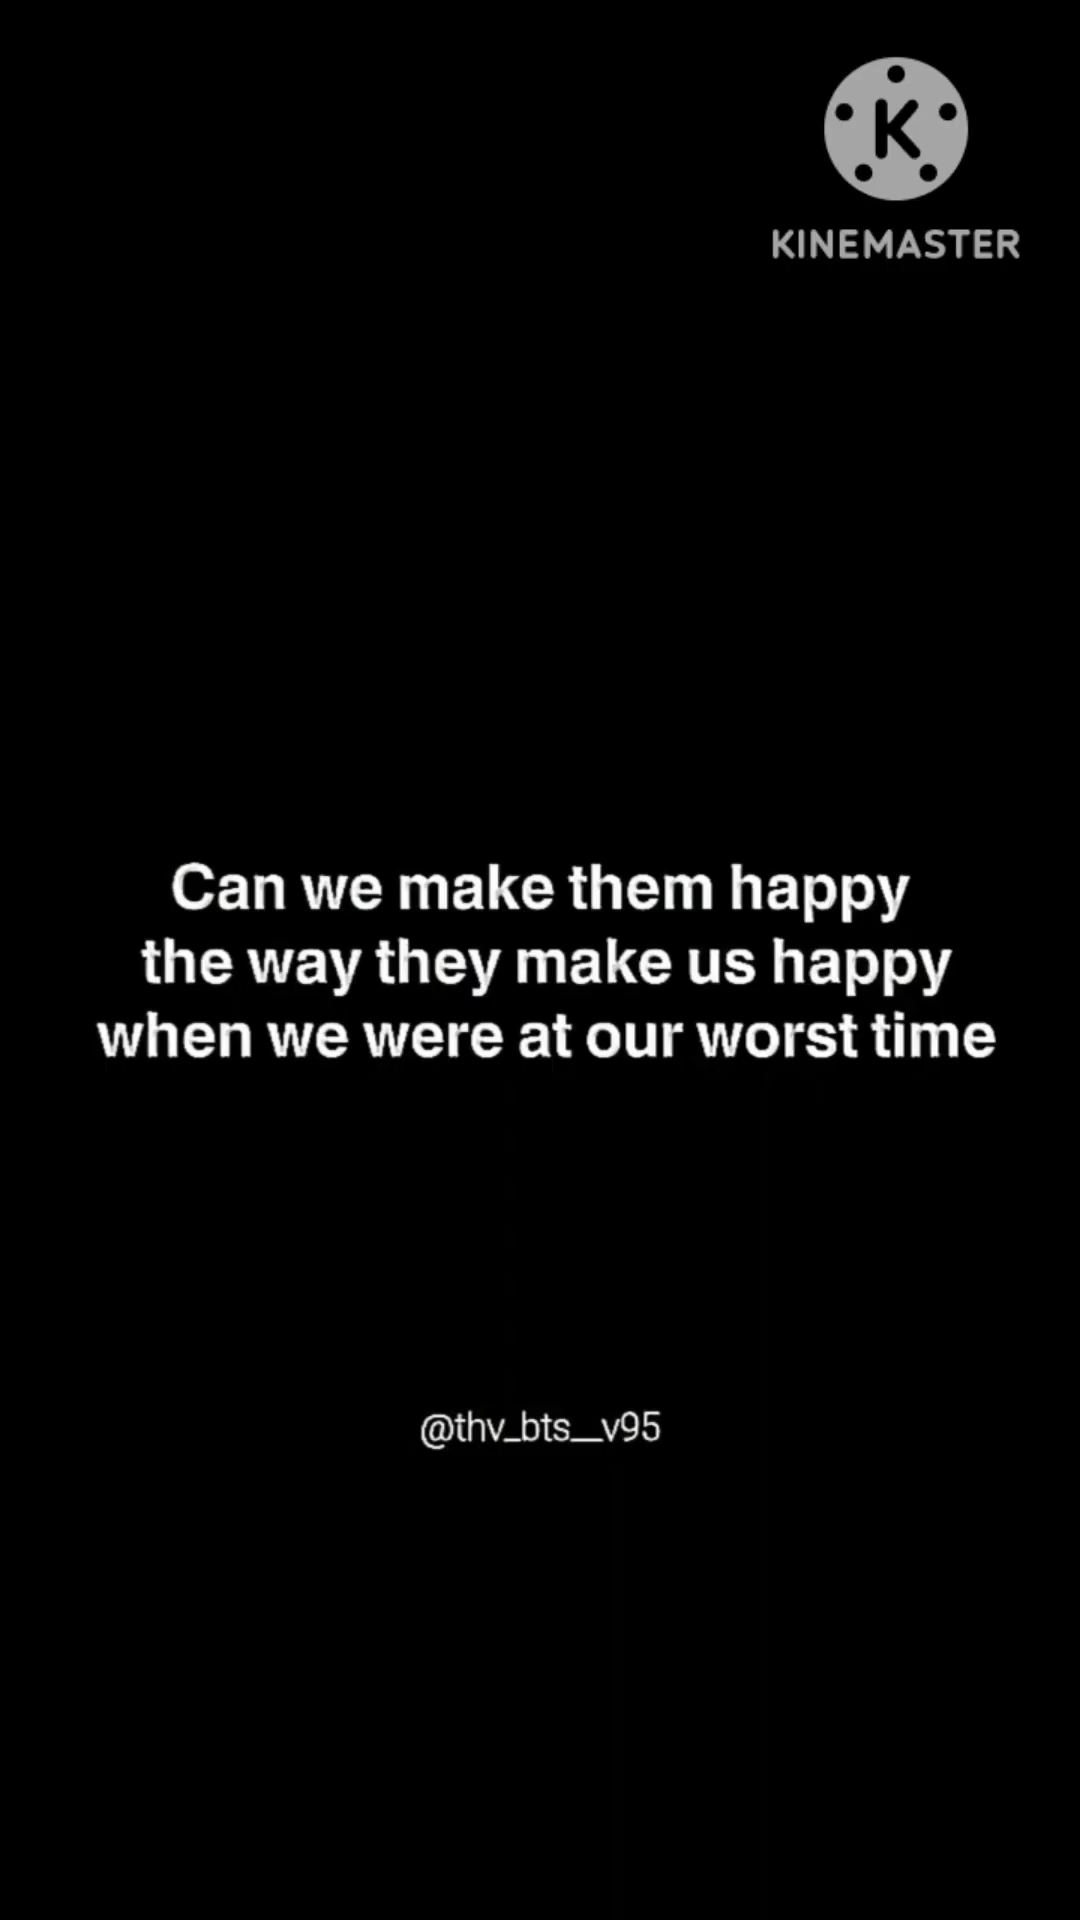 K
KINEMASTER
Can we make them happy
the way they make us happy
when we were at our worst time
@thv_bts__v95